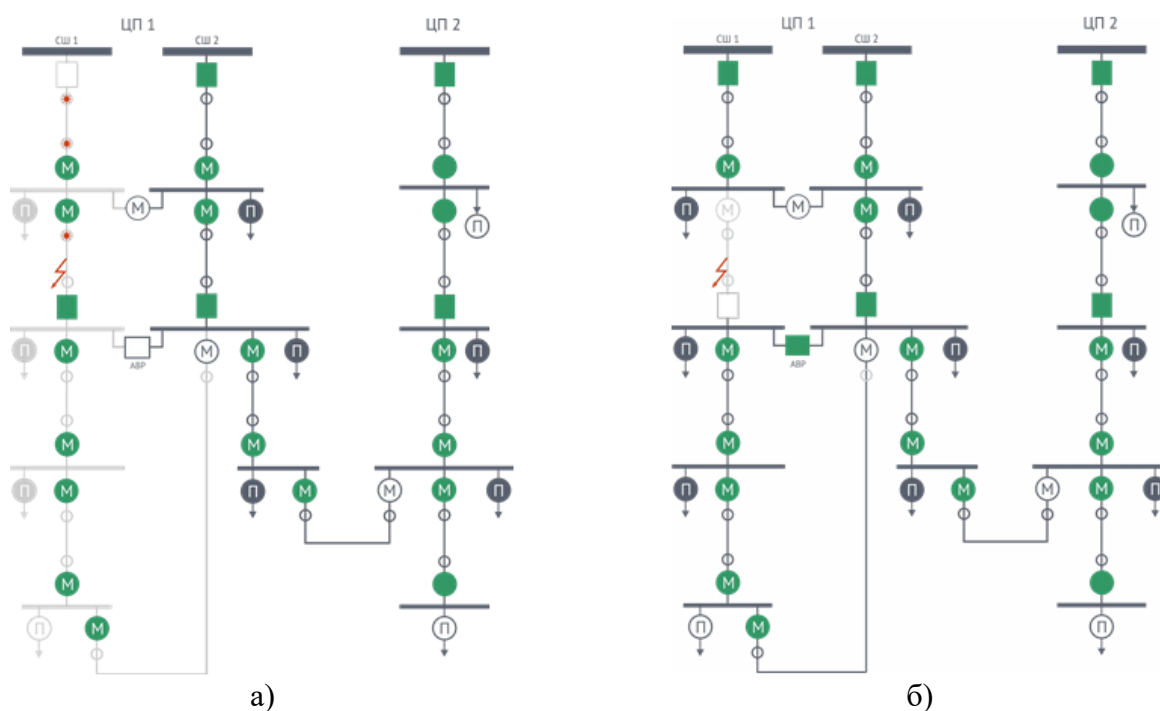 ЦП 1 ЦП 2
СШ 1 СШ 2
М М
П М М М П П
П М М М П М П
АВР
М М М
П М П М М М П
М
П М П
а)
ЦП 1 ЦП 2
СШ 1 СШ 2
М М
П М М М П П
П М М М П М П
АВР
М М М
П М П М М М П
М
П М П
б)